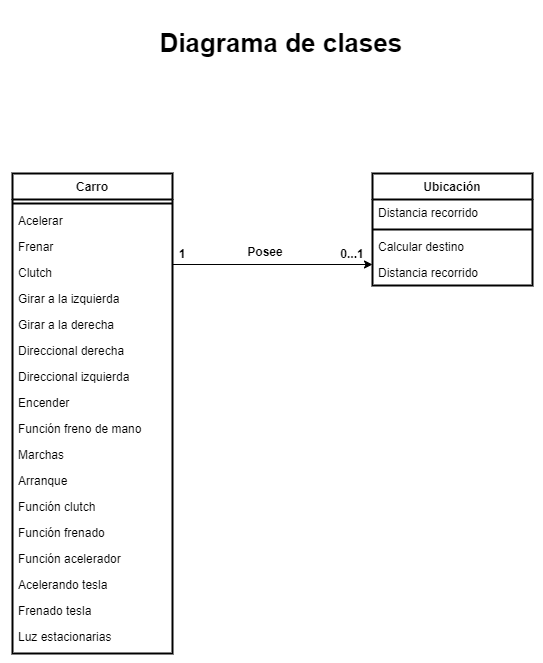 Diagrama de clases
Carro
Acelerar
Frenar
Clutch
Girar a la izquierda
Girar a la derecha
Direccional derecha
Direccional izquierda
Encender
Función freno de mano
Marchas
Arranque
Función clutch
Función frenado
Función acelerador
Acelerando tesla
Frenado tesla
Luz estacionarias
1 Posee 0...1
Ubicación
Distancia recorrido
Calcular destino
Distancia recorrido